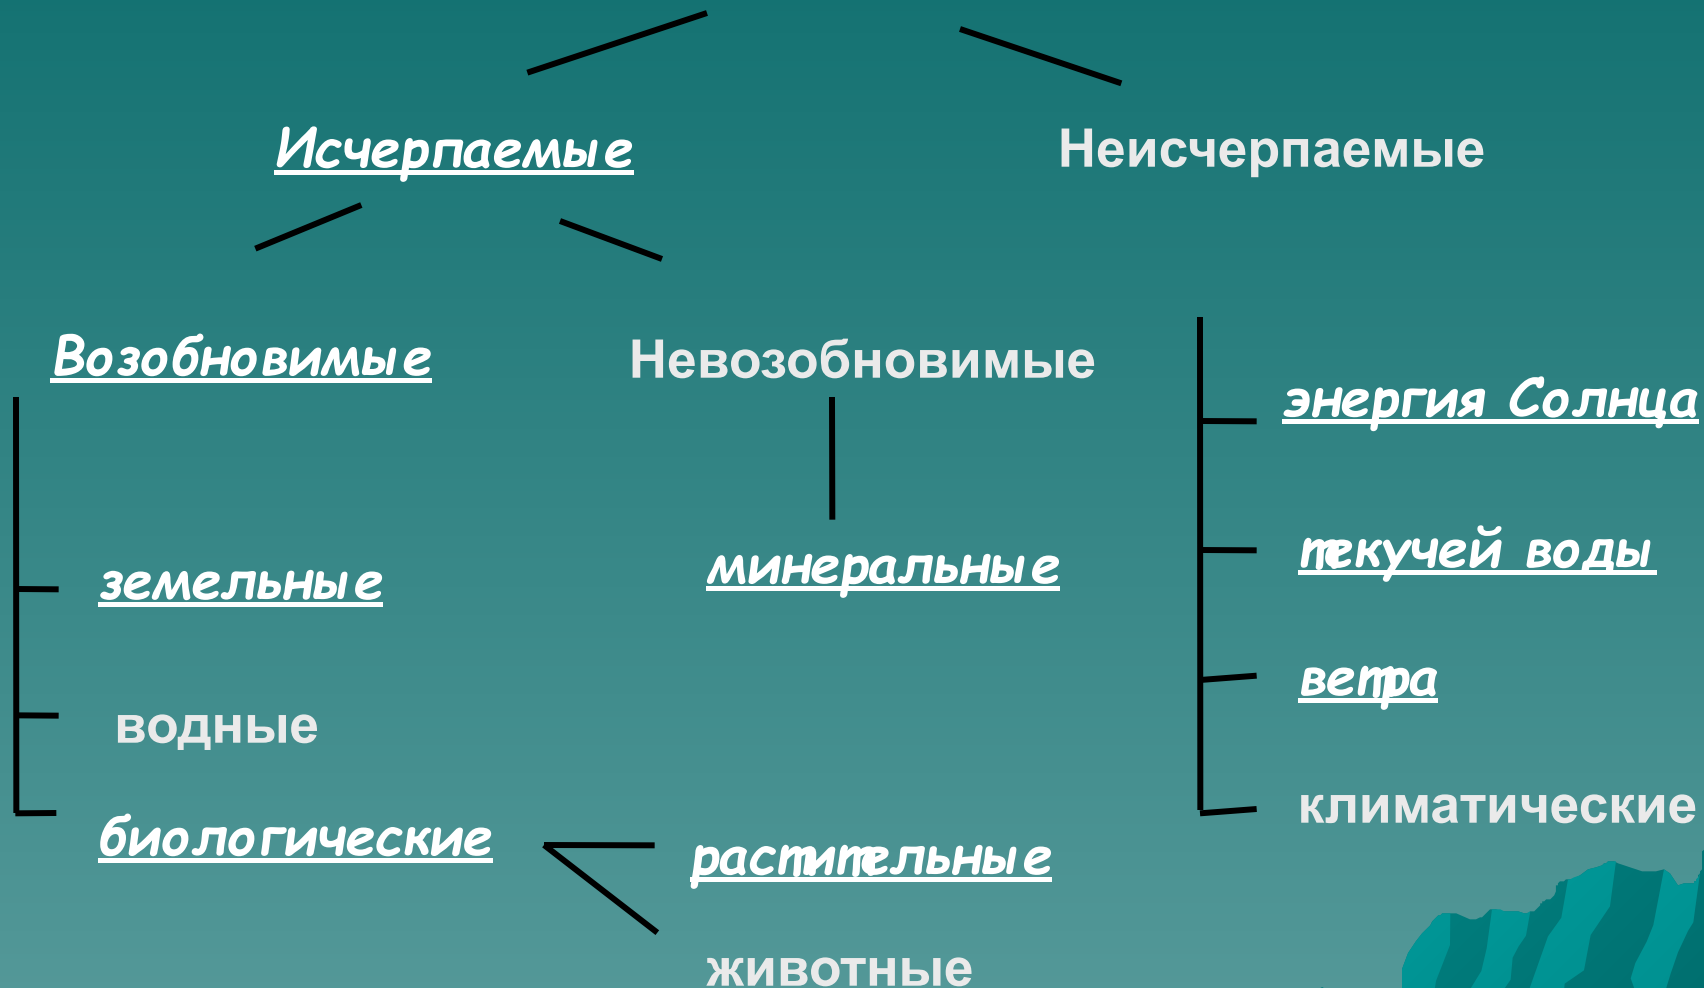 Исчерпаемые
Неисчерпаемые
Возобновимые
Невозобновимые
энергия Солнца
текучей воды
минеральные
земельные
ветра
водные
климатические
биологические
растительные
животные